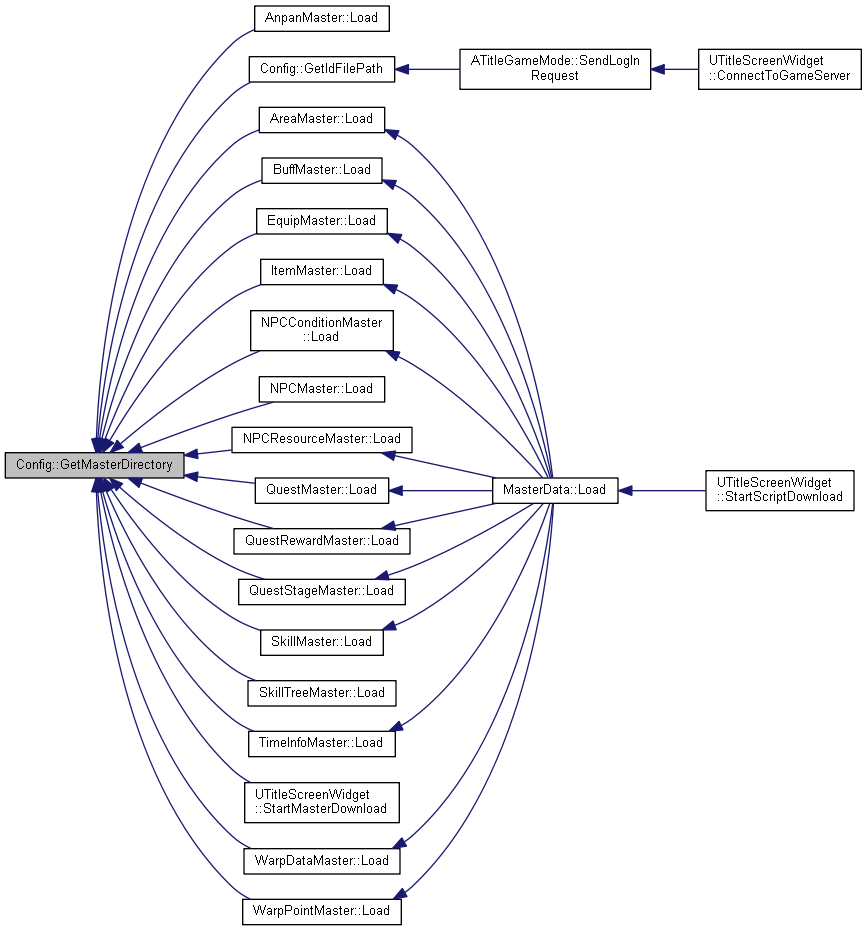 AnpanMaster::Load
Config::GetIdFilePath
ATitleGameMode::SendLogIn
Request
UTitleScreenWidget
::ConnectToGameServer
AreaMaster::Load
BuffMaster::Load
EquipMaster::Load
ItemMaster::Load
NPCConditionMaster
::Load
NPCMaster::Load
NPCResourceMaster::Load
Config::GetMasterDirectory
QuestMaster::Load
MasterData::Load
UTitleScreenWidget
::StartScriptDownload
QuestRewardMaster::Load
QuestStageMaster::Load
SkillMaster::Load
SkillTreeMaster::Load
TimeInfoMaster::Load
UTitleScreenWidget
::StartMasterDownload
WarpDataMaster::Load
WarpPointMaster::Load